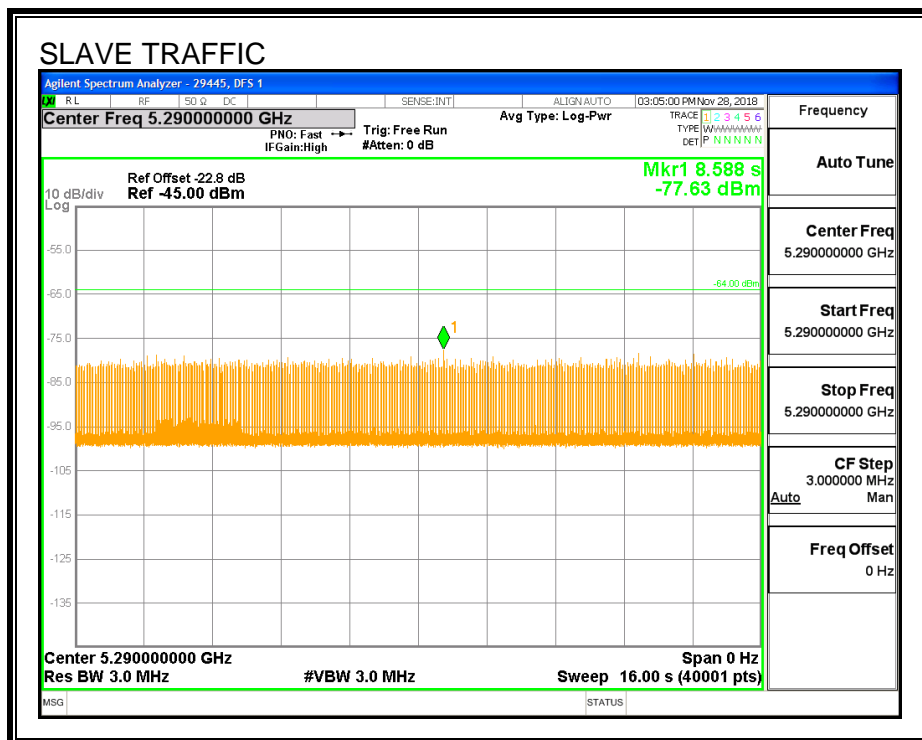 SLAVE TRAFFIC
Agilent Spectrum Analyzer - 29445, DFS 1
LXI RL RF 50 Ω DC SENSE:INT ALIGN AUTO 03:05:00 PM Nov 28, 2018
Center Freq 5.290000000 GHz
PNO: Fast
IFGain:High
Trig: Free Run
#Atten: 0 dB
Avg Type: Log-Pwr
TRACE 1 2 3 4 5 6
TYPE WWWWWW
DET P N N N N N
Ref Offset -22.8 dB
10 dB/div Ref -45.00 dBm
Log
Mkr1 8.588 s
-77.63 dBm
-55.0
-64.00 dBm
-65.0
1
-75.0
-85.0
-95.0
-105
-115
-125
-135
Center 5.290000000 GHz Span 0 Hz
Res BW 3.0 MHz #VBW 3.0 MHz Sweep 16.00 s (40001 pts)
MSG STATUS
Frequency
Auto Tune
Center Freq
5.290000000 GHz
Start Freq
5.290000000 GHz
Stop Freq
5.290000000 GHz
CF Step
3.000000 MHz
Auto Man
Freq Offset
0 Hz